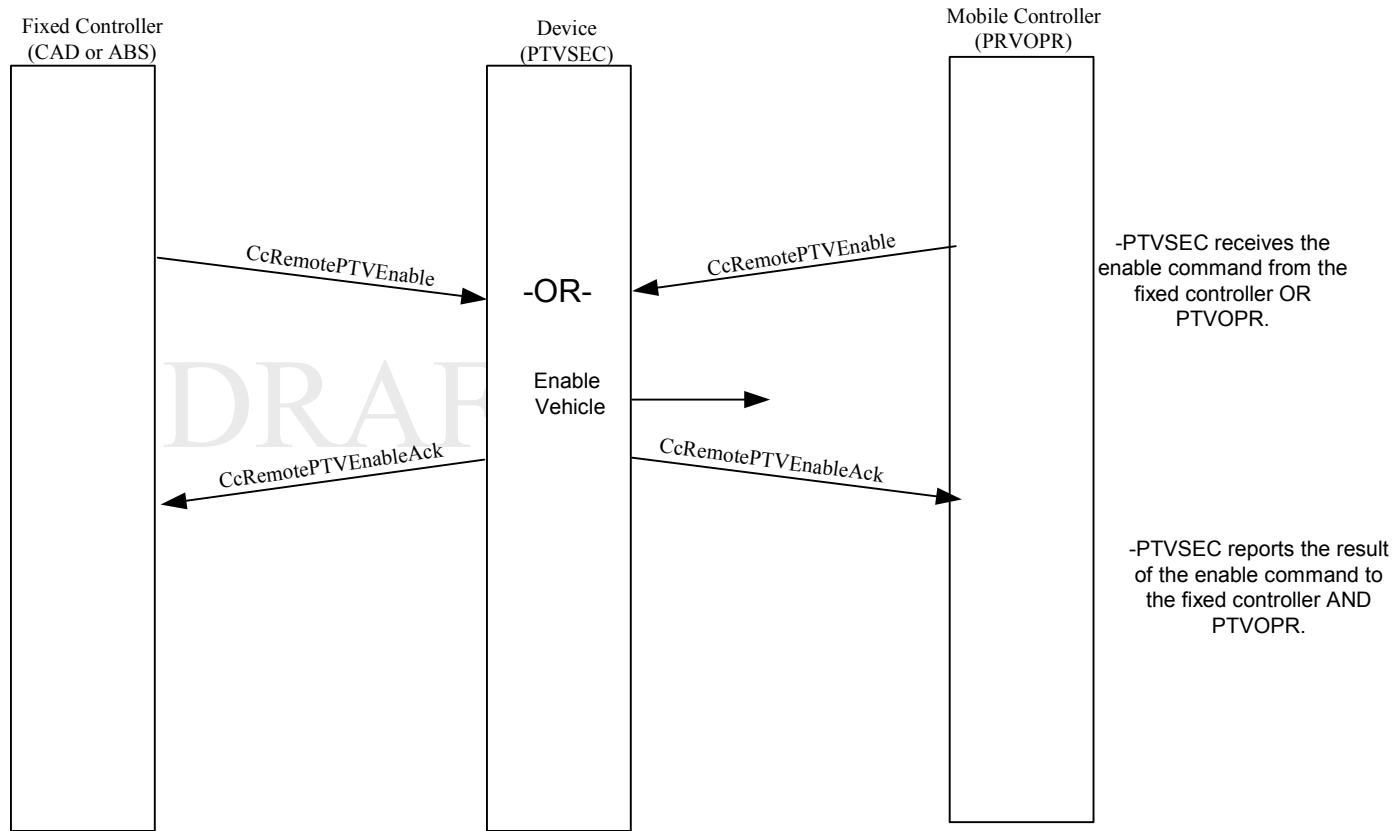 Fixed Controller
(CAD or ABS)
Device
(PTVSEC)
Mobile Controller
(PRVOPR)
CcRemotePTVEnable
-OR-
CcRemotePTVEnable
-PTVSEC receives the
enable command from the
fixed controller OR
PTVOPR.
DRAF
Enable
Vehicle
CcRemotePTVEnableAck
CcRemotePTVEnableAck
-PTVSEC reports the result
of the enable command to
the fixed controller AND
PTVOPR.